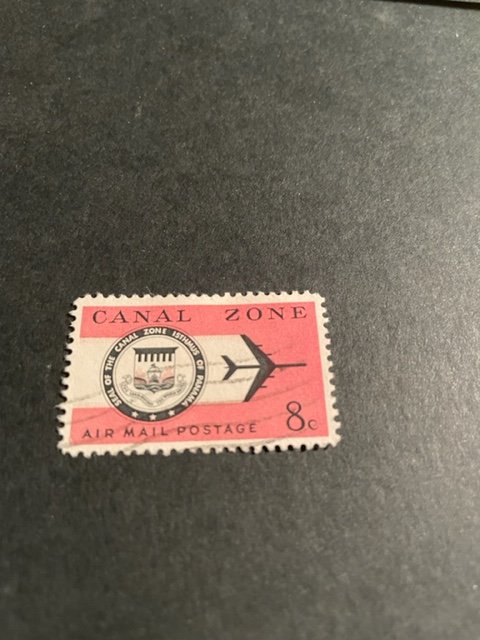 CANAL ZONE
SEAL OF THE CANAL ZONE ISTHMUS OF PANAMA
AIR MAIL POSTAGE
8c